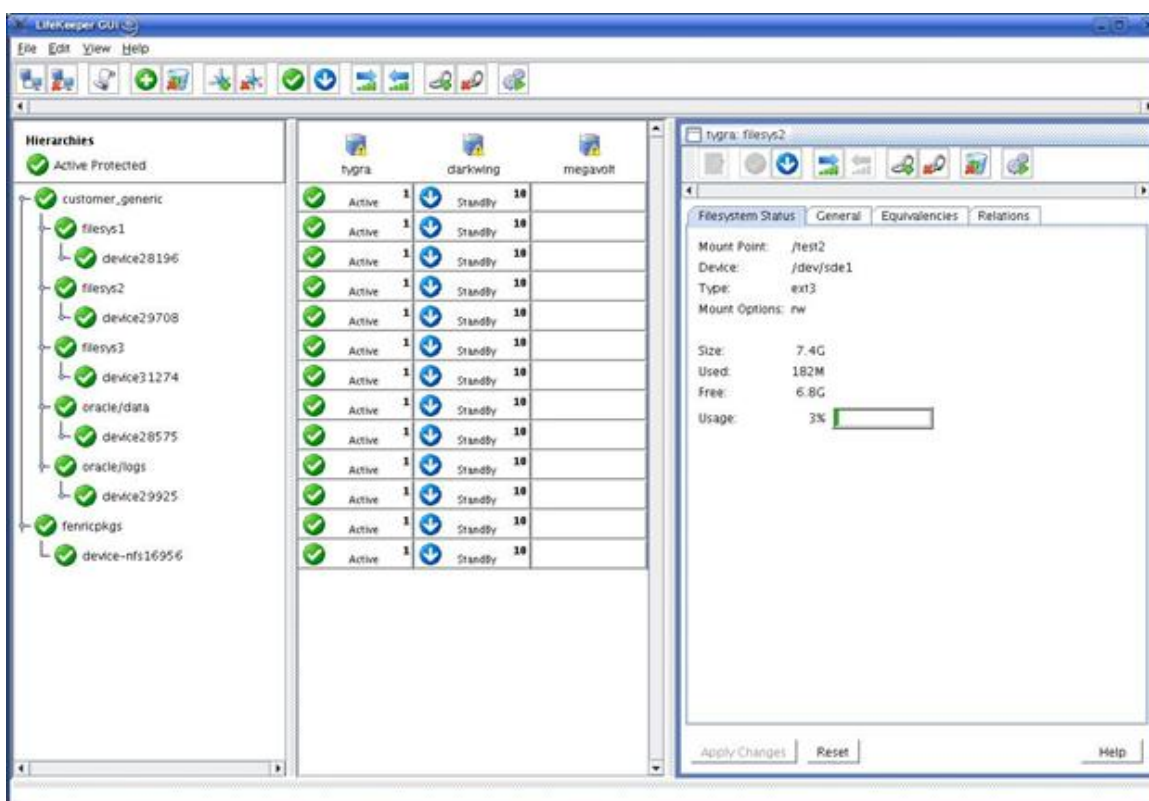 LifeKeeper GUI
File Edit View Help
Hierarchies
Active Protected
tygra darkwing megavolt
customer_generic Active 1 StandBy 10
filesys1 Active 1 StandBy 10
device28196 Active 1 StandBy 10
filesys2 Active 1 StandBy 10
device29708 Active 1 StandBy 10
filesys3 Active 1 StandBy 10
device31274 Active 1 StandBy 10
oracle/data Active 1 StandBy 10
device28575 Active 1 StandBy 10
oracle/logs Active 1 StandBy 10
device29925 Active 1 StandBy 10
fenricpkgs Active 1 StandBy 10
device-nfs16956 Active 1 StandBy 10
tygra: filesys2
Filesystem Status General Equivalencies Relations
Mount Point: /test2
Device: /dev/sde1
Type: ext3
Mount Options: rw
Size: 7.4G
Used: 182M
Free: 6.8G
Usage: 3%
Apply Changes Reset Help